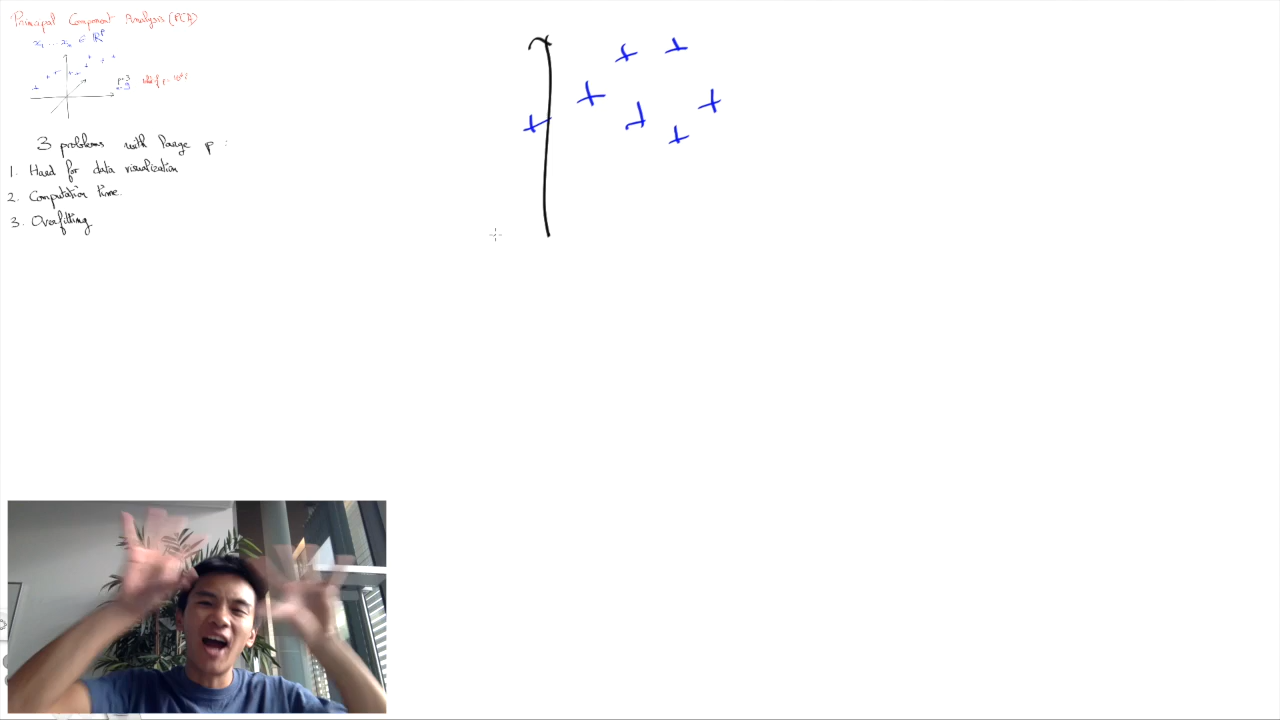 Principal Component Analysis (PCA)
x₁ ... xₙ ∈ ℝᵖ
p=3
3 problems with large p :
1. Hard for data visualization
2. Computation time
3. Overfitting